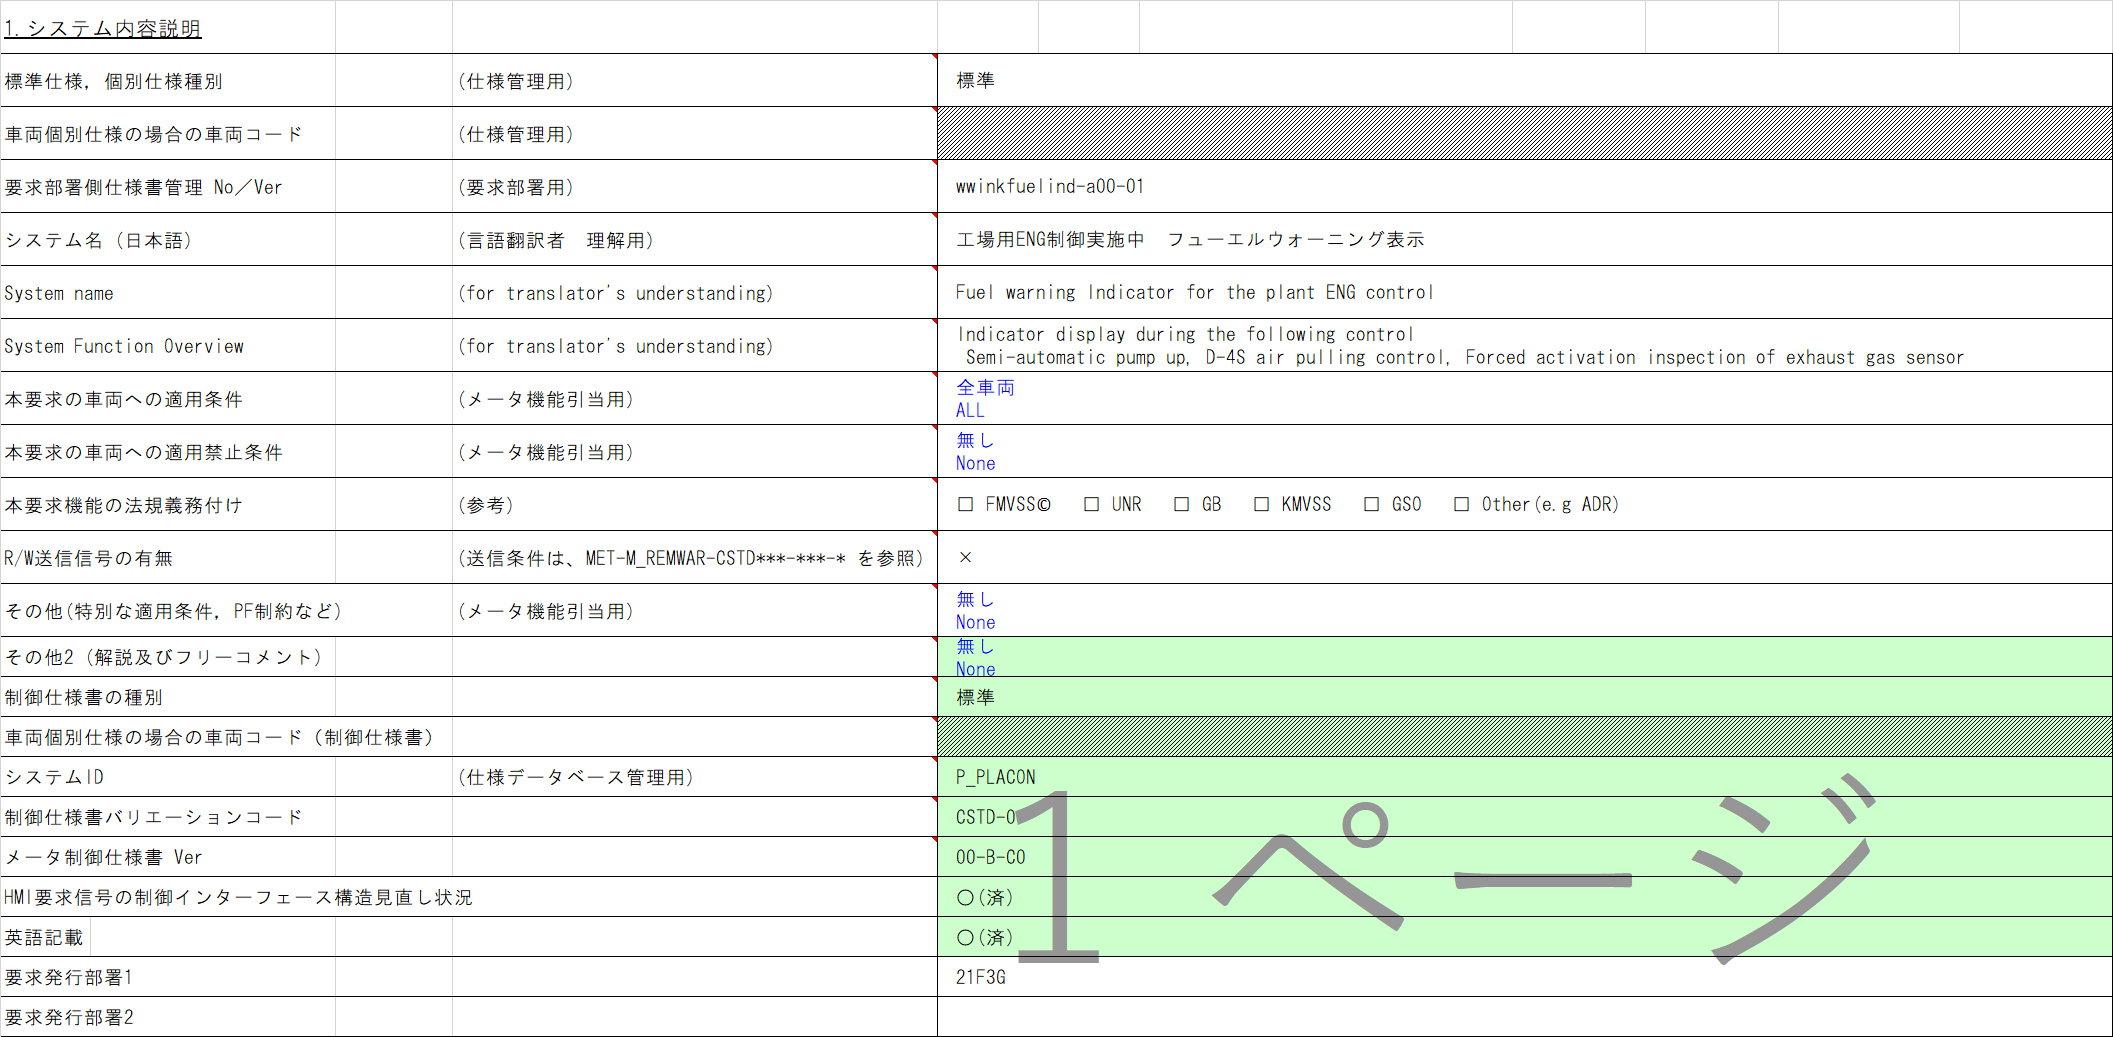 1. システム内容説明
標準仕様, 個別仕様種別 (仕様管理用) 標準
車両個別仕様の場合の車両コード (仕様管理用)
要求部署側仕様書管理 No／Ver (要求部署用) wwinkfuelind-a00-01
システム名 (日本語) (言語翻訳者　理解用) 工場用ENG制御実施中　フューエルウォーニング表示
System name (for translator's understanding) Fuel warning Indicator for the plant ENG control
System Function Overview (for translator's understanding) Indicator display during the following control
Semi-automatic pump up, D-4S air pulling control, Forced activation inspection of exhaust gas sensor
本要求の車両への適用条件 (メータ機能引当用) 全車両
ALL
本要求の車両への適用禁止条件 (メータ機能引当用) 無し
None
本要求機能の法規義務付け (参考) □ FMVSS© □ UNR □ GB □ KMVSS □ GSO □ Other(e.g ADR)
R/W送信信号の有無 (送信条件は、MET-M_REMWAR-CSTD***-***-* を参照) ×
その他(特別な適用条件, PF制約など) (メータ機能引当用) 無し
None
その他2 (解説及びフリーコメント) 無し
None
制御仕様書の種別 標準
車両個別仕様の場合の車両コード (制御仕様書)
システムID (仕様データベース管理用) P_PLACON
制御仕様書バリエーションコード CSTD-0
メータ制御仕様書 Ver 00-B-C0
HMI要求信号の制御インターフェース構造見直し状況 〇(済)
英語記載 〇(済)
要求発行部署1 21F3G
要求発行部署2
1 ページ